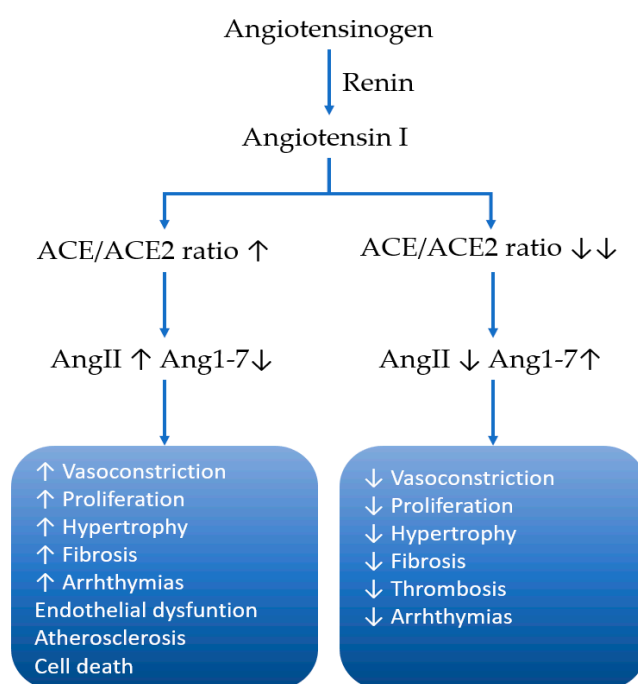 Angiotensinogen
Renin
Angiotensin I
ACE/ACE2 ratio ↑
ACE/ACE2 ratio ↓↓
AngII ↑ Ang1-7↓
AngII ↓ Ang1-7↑
↑ Vasoconstriction
↑ Proliferation
↑ Hypertrophy
↑ Fibrosis
↑ Arrhthymias
Endothelial dysfuntion
Atherosclerosis
Cell death
↓ Vasoconstriction
↓ Proliferation
↓ Hypertrophy
↓ Fibrosis
↓ Thrombosis
↓ Arrhthymias